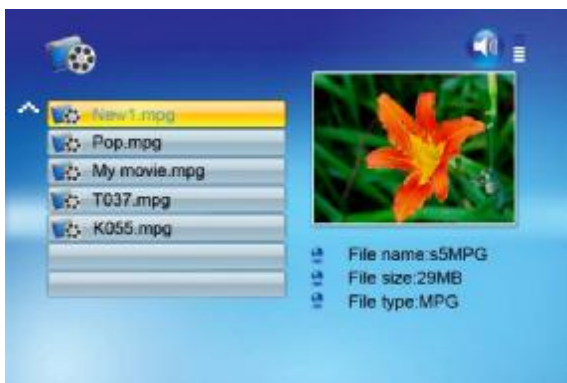 New1.mpg
Pop.mpg
My movie.mpg
T037.mpg
K055.mpg
File name:s5MPG
File size:29MB
File type:MPG